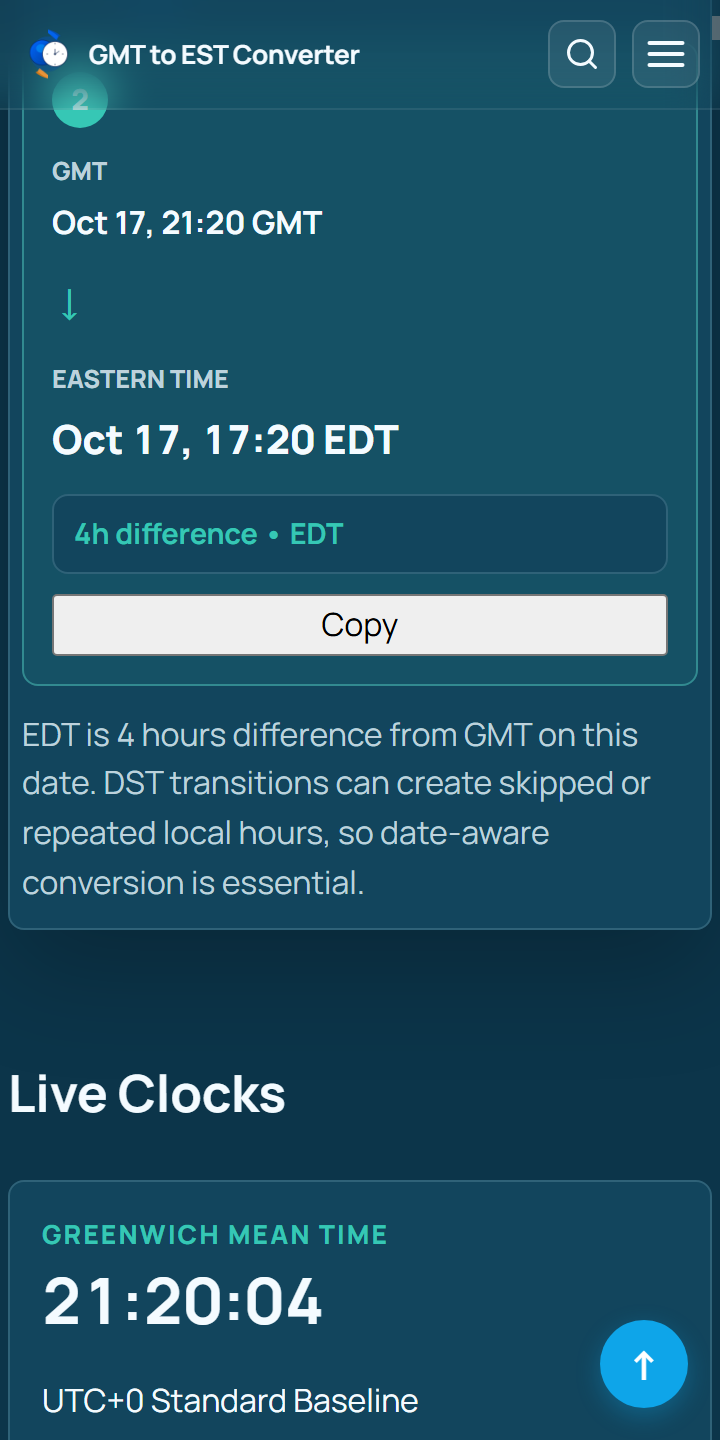 GMT to EST Converter
2
GMT
Oct 17, 21:20 GMT
↓
EASTERN TIME
Oct 17, 17:20 EDT
4h difference • EDT
Copy
EDT is 4 hours difference from GMT on this
date. DST transitions can create skipped or
repeated local hours, so date-aware
conversion is essential.
Live Clocks
GREENWICH MEAN TIME
21:20:04
UTC+0 Standard Baseline